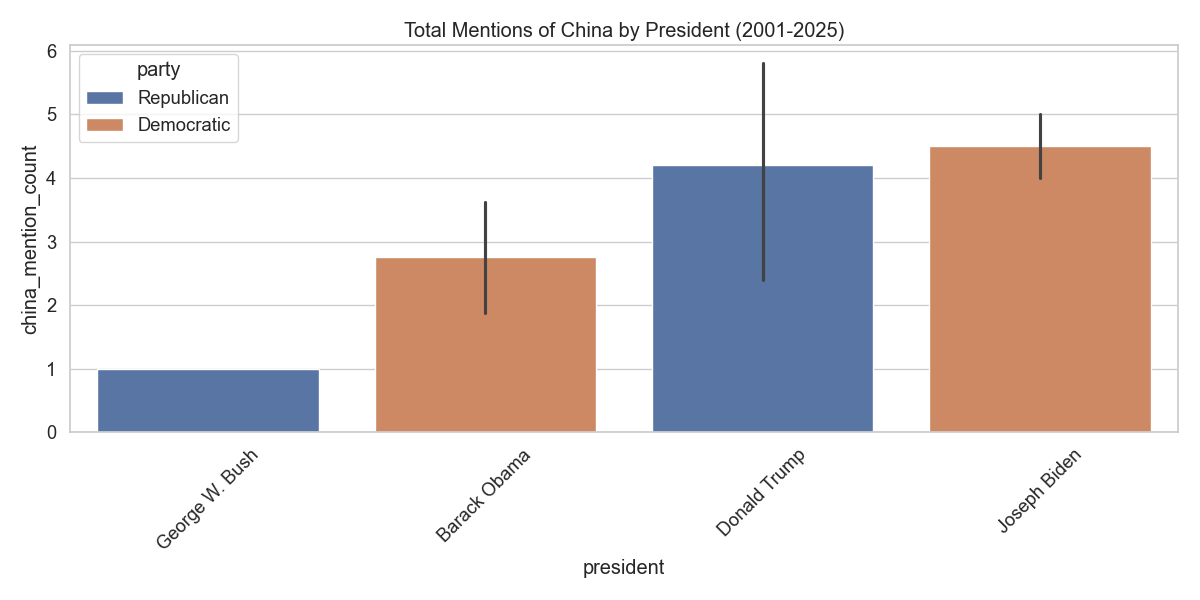 Total Mentions of China by President (2001-2025)
party
Republican
Democratic
china_mention_count
6
5
4
3
2
1
0
George W. Bush
Barack Obama
Donald Trump
Joseph Biden
president